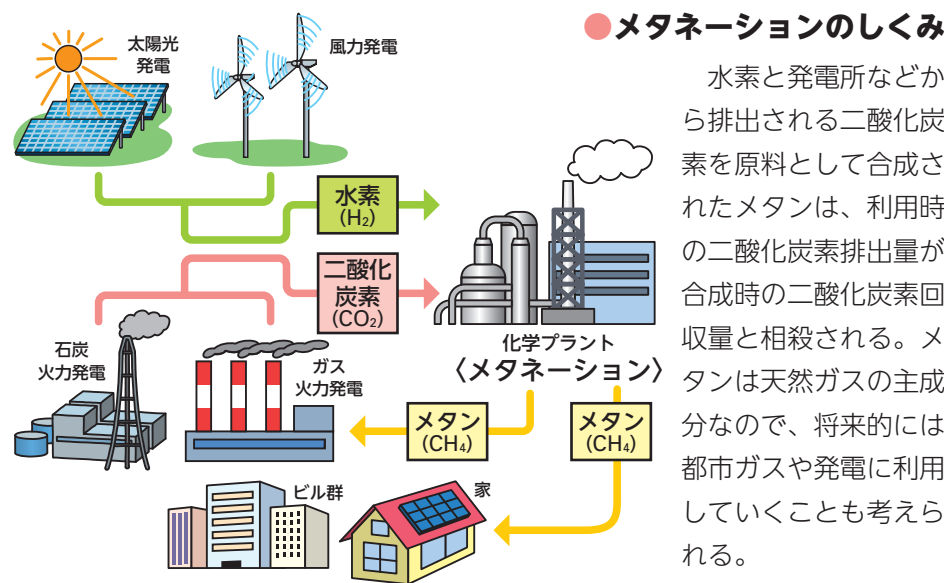 ●メタネーションのしくみ
水素と発電所などか
ら排出される二酸化炭
素を原料として合成さ
れたメタンは、利用時
の二酸化炭素排出量が
合成時の二酸化炭素回
収量と相殺される。メ
タンは天然ガスの主成
分なので、将来的には
都市ガスや発電に利用
していくことも考えら
れる。
太陽光
発電
風力発電
水素
(H₂)
二酸化
炭素
(CO₂)
石炭
火力発電
ガス
火力発電
化学プラント
〈メタネーション〉
メタン
(CH₄)
メタン
(CH₄)
ビル群
家